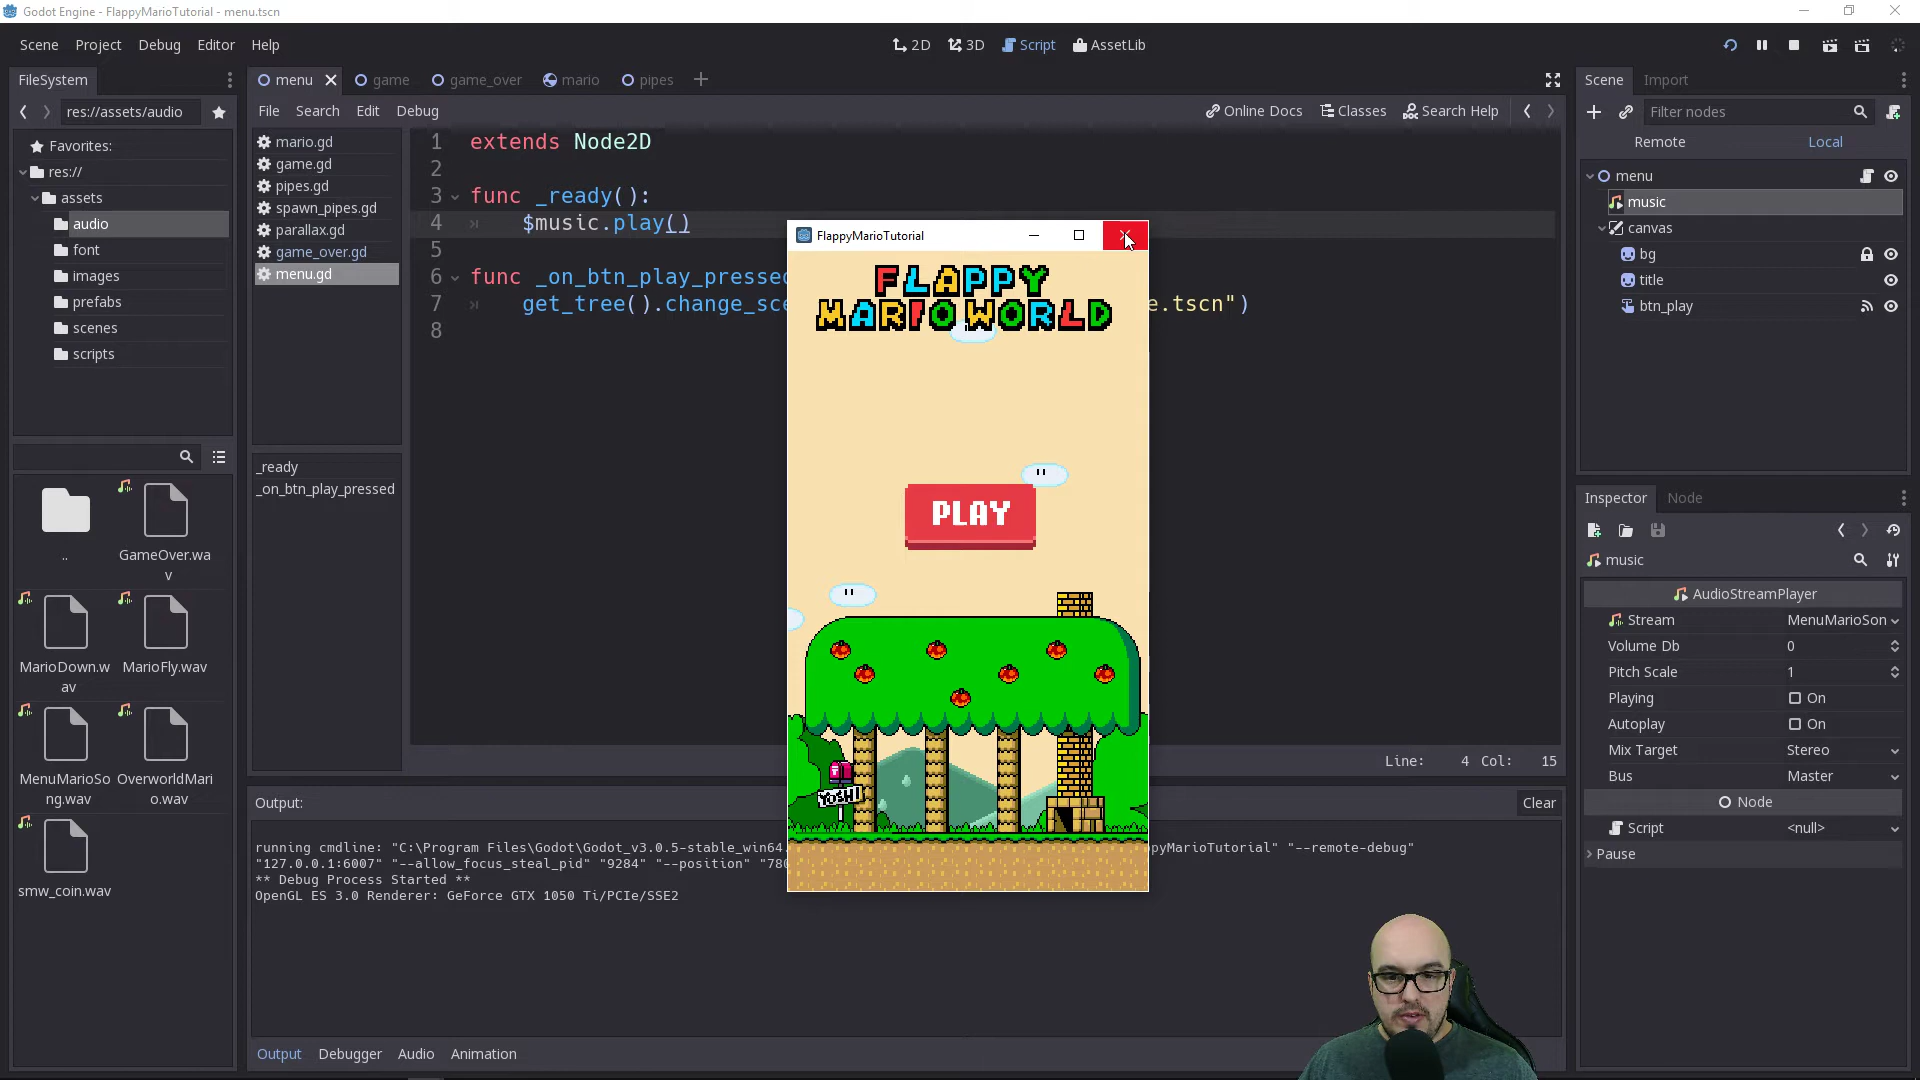 Godot Engine - FlappyMarioTutorial - menu.tscn
Scene Project Debug Editor Help
2D 3D Script AssetLib
FileSystem
menu game game_over mario pipes
Scene Import
res://assets/audio
File Search Edit Debug
Online Docs Classes Search Help
Filter nodes
Remote Local
Favorites:
res://
assets
audio
font
images
prefabs
scenes
scripts
mario.gd
game.gd
pipes.gd
spawn_pipes.gd
parallax.gd
game_over.gd
menu.gd
1 extends Node2D
2
3 func _ready():
4 $music.play()
5
6 func _on_btn_play_pressed
7 get_tree().change_sce e.tscn")
8
_ready
_on_btn_play_pressed
FlappyMarioTutorial
FLAPPY
MARIO WORLD
PLAY
YOSHI
menu
music
canvas
bg
title
btn_play
Inspector Node
music
AudioStreamPlayer
Stream MenuMarioSon
Volume Db 0
Pitch Scale 1
Playing On
Autoplay On
Mix Target Stereo
Bus Master
Node
Script <null>
Pause
..
GameOver.wa
v
MarioDown.w
av
MarioFly.wav
MenuMarioSo
ng.wav
OverworldMari
o.wav
smw_coin.wav
Line: 4 Col: 15
Output:
Clear
running cmdline: "C:\Program Files\Godot\Godot_v3.0.5-stable_win64. ppyMarioTutorial" "--remote-debug"
"127.0.0.1:6007" "--allow_focus_steal_pid" "9284" "--position" "780
** Debug Process Started **
OpenGL ES 3.0 Renderer: GeForce GTX 1050 Ti/PCIe/SSE2
Output Debugger Audio Animation